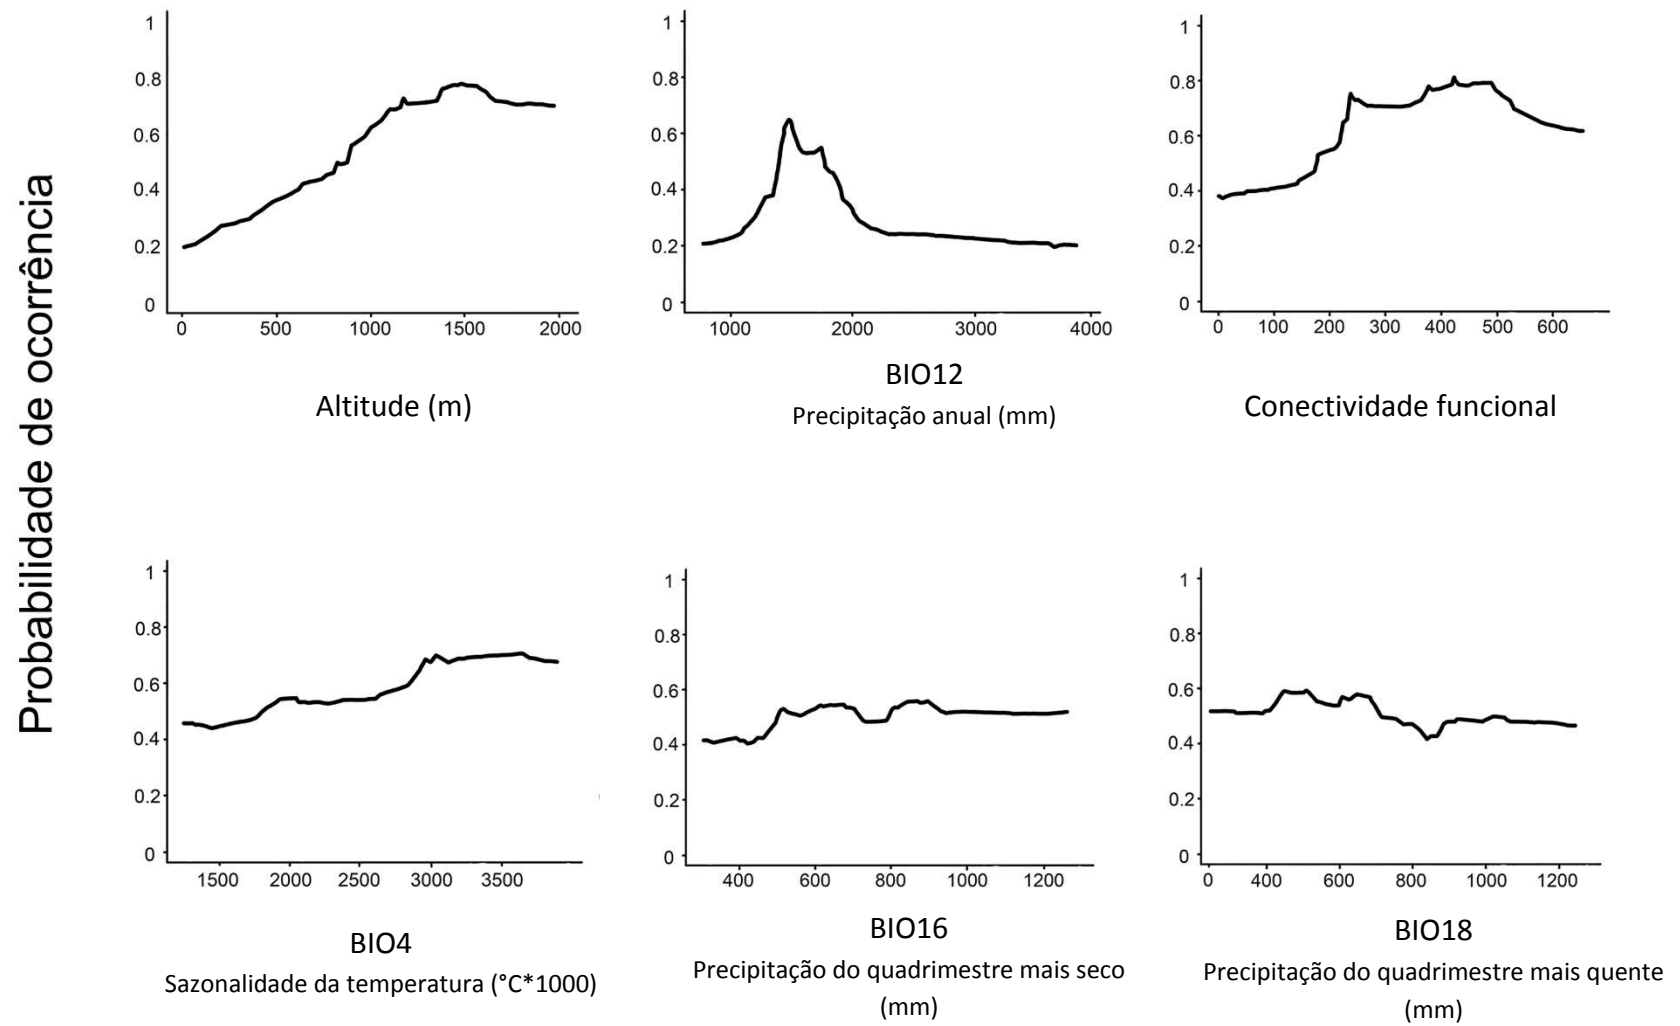 Probabilidade de ocorrência
1
0.8
0.6
0.4
0.2
0
0 500 1000 1500 2000
Altitude (m)
1
0.8
0.6
0.4
0.2
0
1000 2000 3000 4000
BIO12
Precipitação anual (mm)
1
0.8
0.6
0.4
0.2
0
0 100 200 300 400 500 600
Conectividade funcional
1
0.8
0.6
0.4
0.2
0
1500 2000 2500 3000 3500
BIO4
Sazonalidade da temperatura (°C*1000)
1
0.8
0.6
0.4
0.2
0
400 600 800 1000 1200
BIO16
Precipitação do quadrimestre mais seco
(mm)
1
0.8
0.6
0.4
0.2
0
0 400 600 800 1000 1200
BIO18
Precipitação do quadrimestre mais quente
(mm)